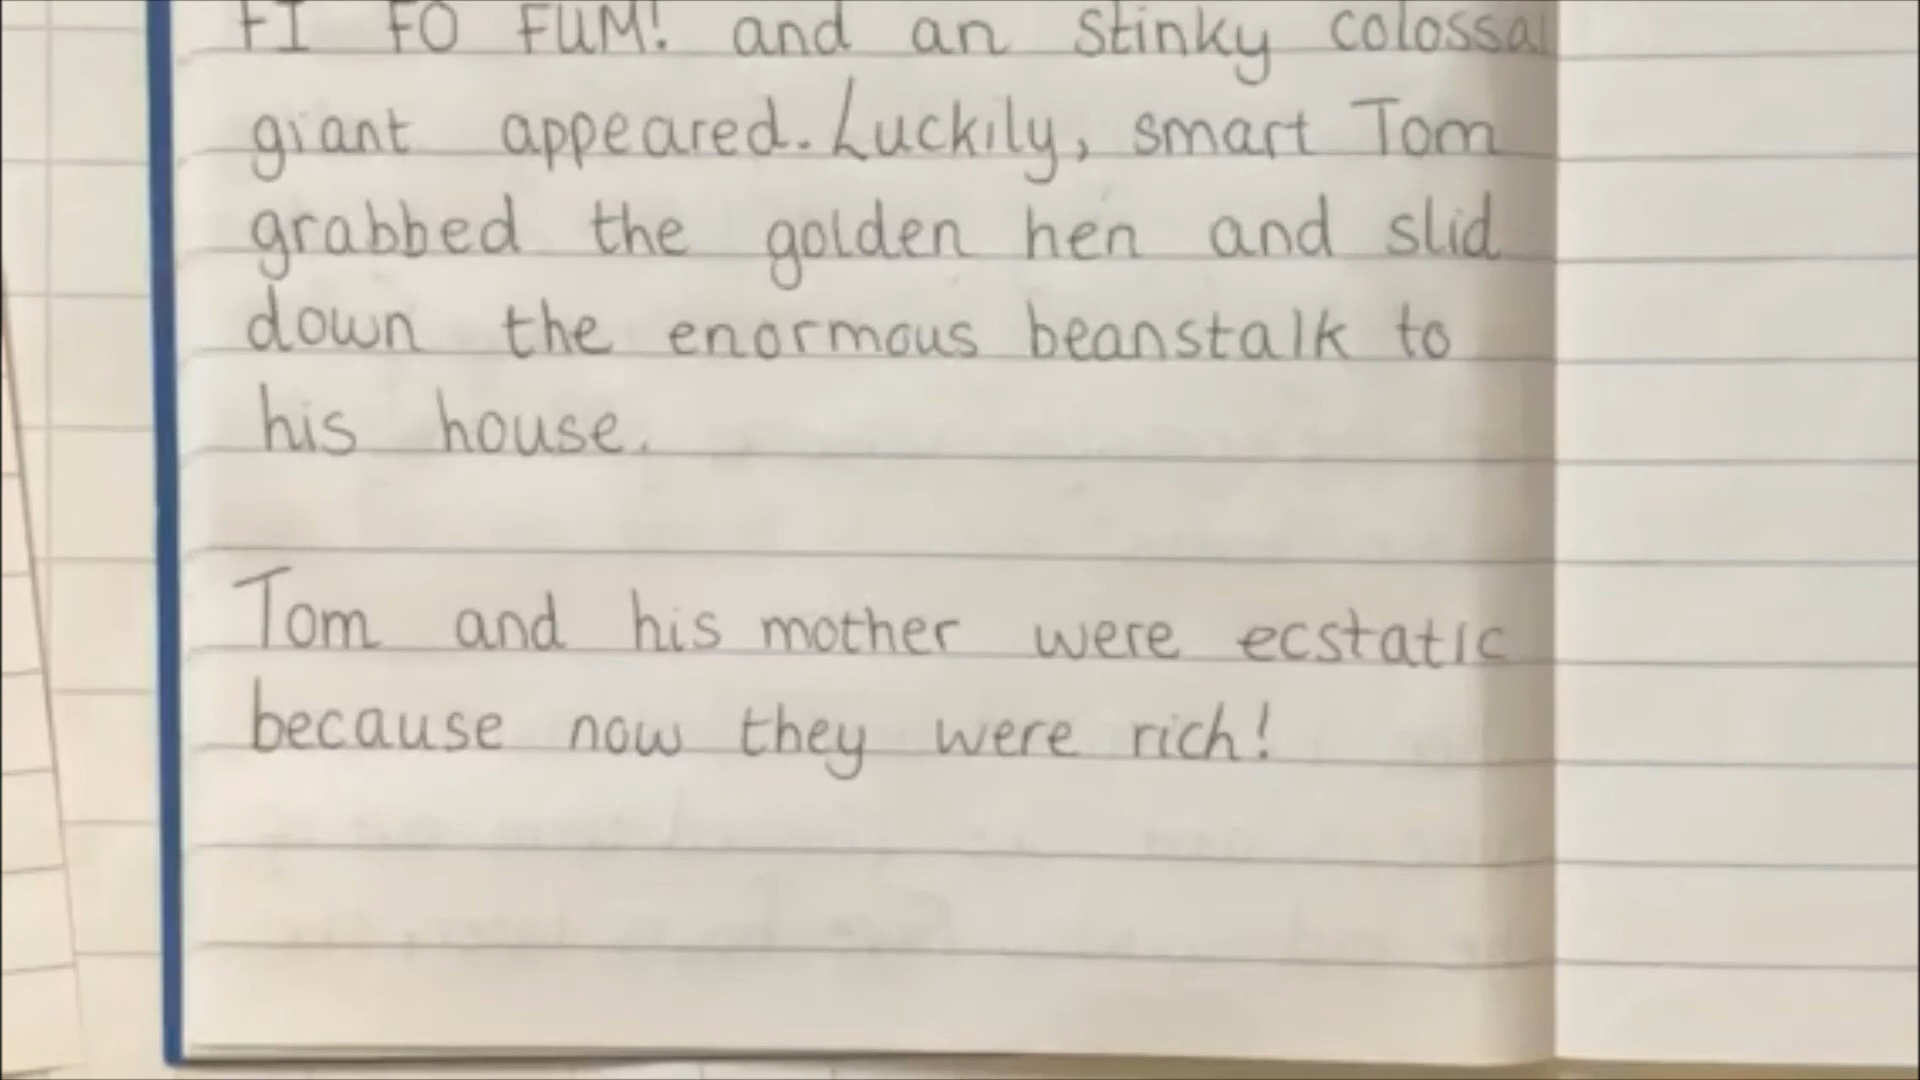 FI FO FUM! and an stinky colossal
giant appeared. Luckily, smart Tom
grabbed the golden hen and slid
down the enormous beanstalk to
his house.
Tom and his mother were ecstatic
because now they were rich!